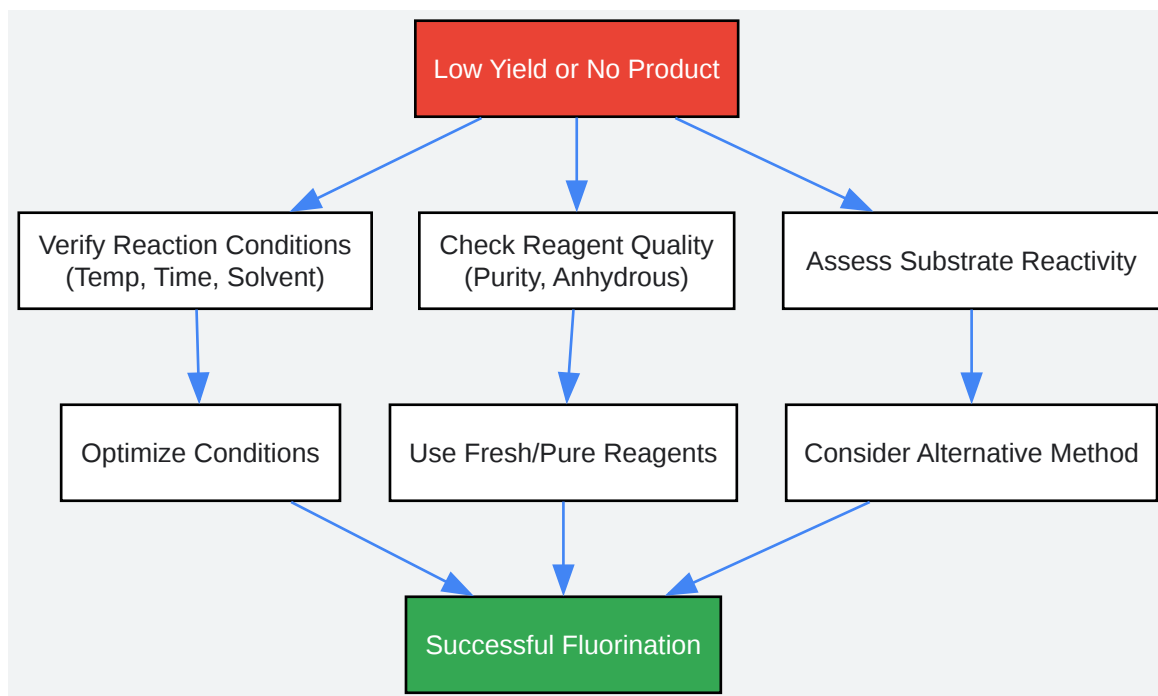 Low Yield or No Product
Verify Reaction Conditions
(Temp, Time, Solvent)
Check Reagent Quality
(Purity, Anhydrous)
Assess Substrate Reactivity
Optimize Conditions
Use Fresh/Pure Reagents
Consider Alternative Method
Successful Fluorination